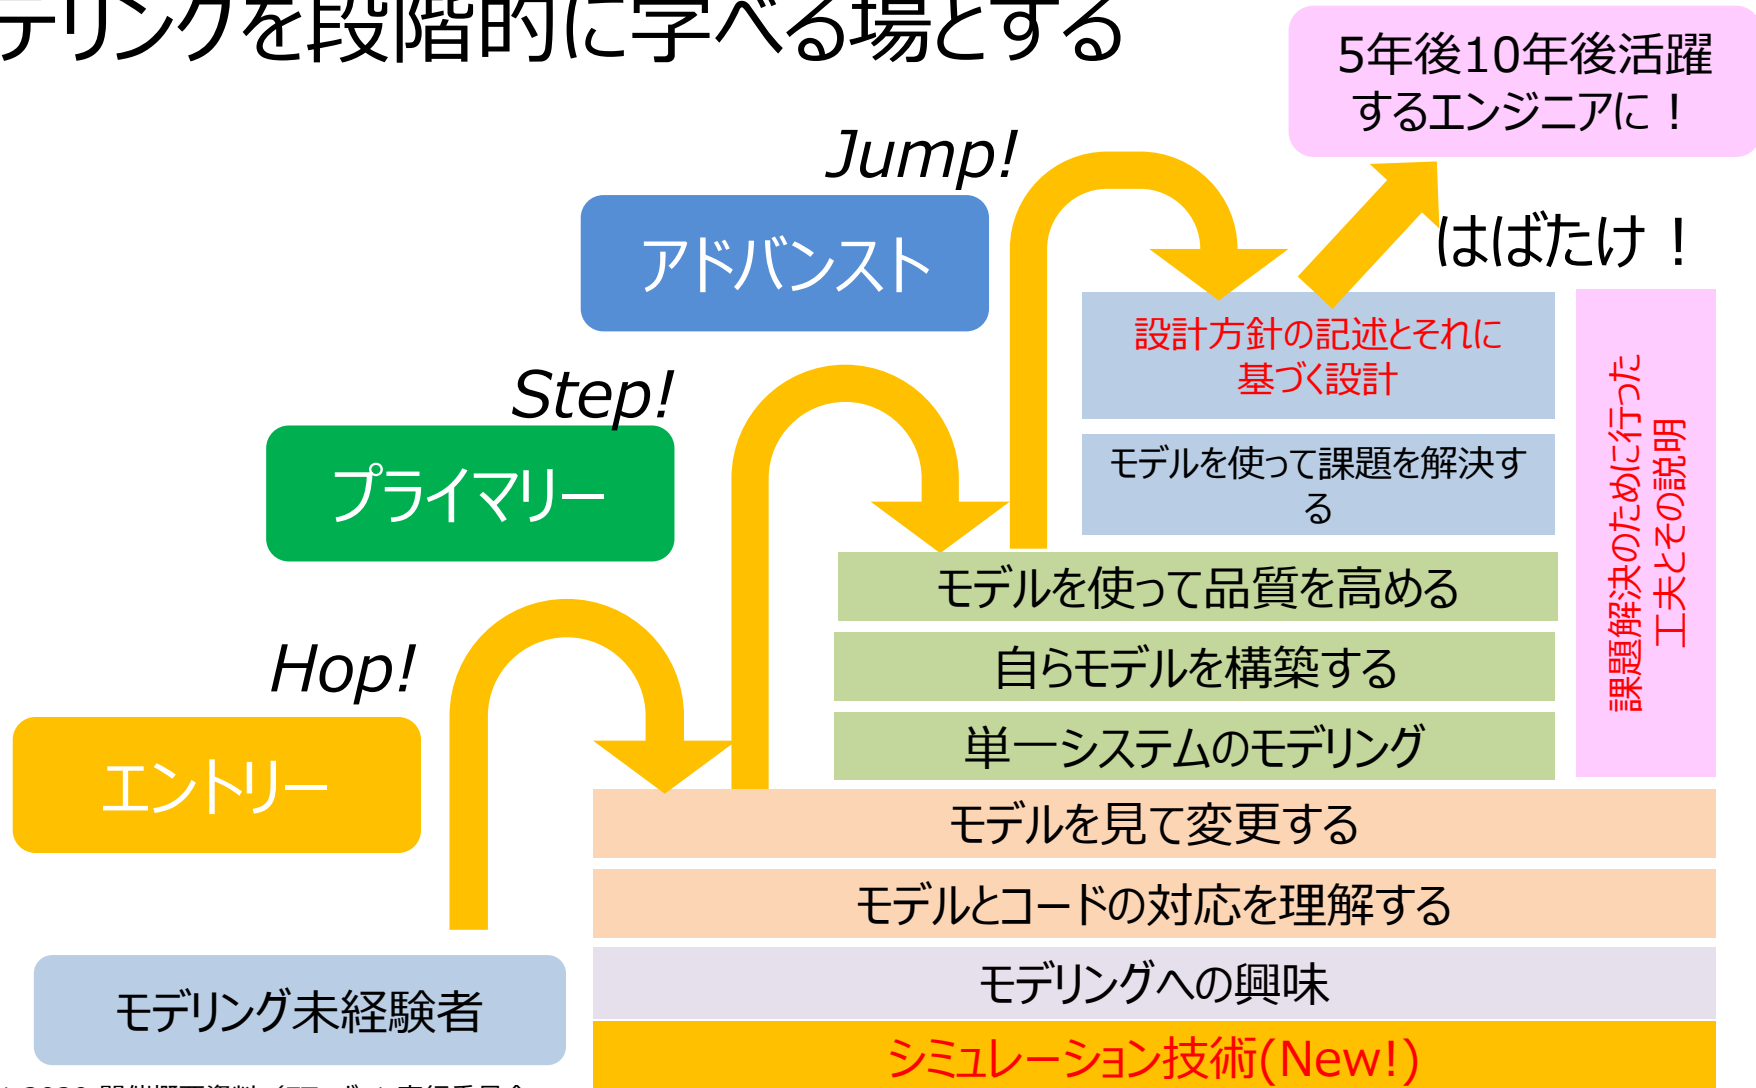 デリングを段階的に学べる場とする
5年後10年後活躍
するエンジニアに！
Jump!
アドバンスト
はばたけ！
設計方針の記述とそれに
基づく設計
Step!
プライマリー
モデルを使って課題を解決す
る
課題解決のために行った
工夫とその説明
モデルを使って品質を高める
Hop!
自らモデルを構築する
エントリー
単一システムのモデリング
モデルを見て変更する
モデルとコードの対応を理解する
モデリング未経験者
モデリングへの興味
シミュレーション技術(New!)
2020